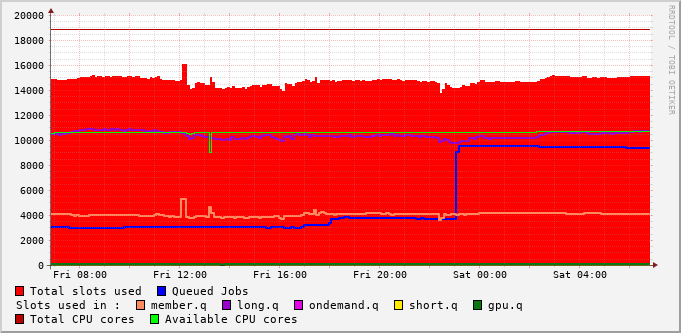 RRDTOOL / TOBI OETIKER
20000
18000
16000
14000
12000
10000
8000
6000
4000
2000
0
Fri 08:00 Fri 12:00 Fri 16:00 Fri 20:00 Sat 00:00 Sat 04:00
Total slots used Queued Jobs
Slots used in : member.q long.q ondemand.q short.q gpu.q
Total CPU cores Available CPU cores